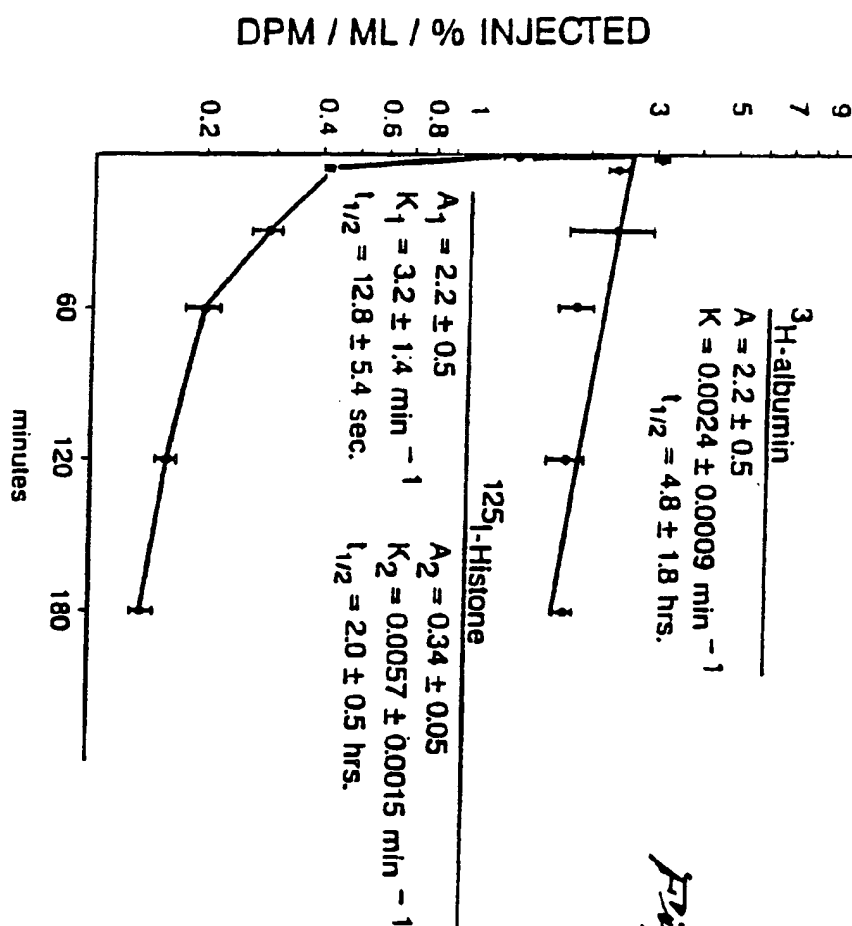 DPM / ML / % INJECTED
9
7
5
3
1
0.8
0.6
0.4
0.2
60
120
180
minutes
³H-albumin
A = 2.2 ± 0.5
K = 0.0024 ± 0.0009 min⁻¹
t₁/₂ = 4.8 ± 1.8 hrs.
¹²⁵I-Histone
A₁ = 2.2 ± 0.5
K₁ = 3.2 ± 1.4 min⁻¹
t₁/₂ = 12.8 ± 5.4 sec.
A₂ = 0.34 ± 0.05
K₂ = 0.0057 ± 0.0015 min⁻¹
t₁/₂ = 2.0 ± 0.5 hrs.